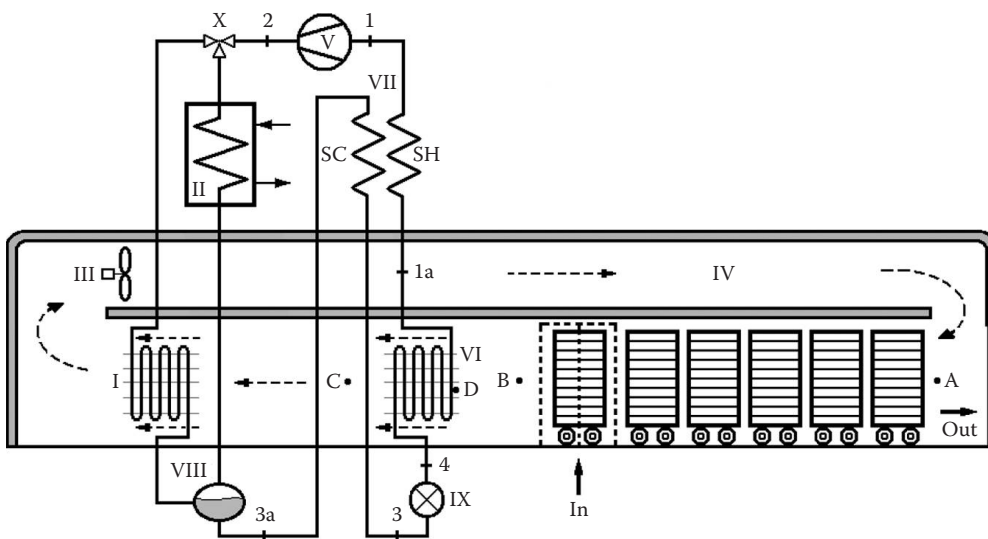 X 2 V 1
VII
SC SH
II
III 1a IV
I C VI D B A
Out
VIII 4
3a 3 IX In